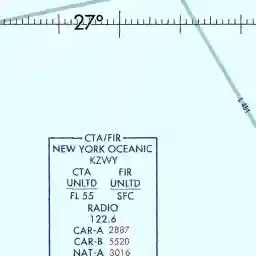 27°
L 461
CTA/FIR
NEW YORK OCEANIC
KZWY
CTA FIR
UNLTD UNLTD
FL 55 SFC
RADIO
122.6
CAR-A 2887
CAR-B 5520
NAT-A 3016